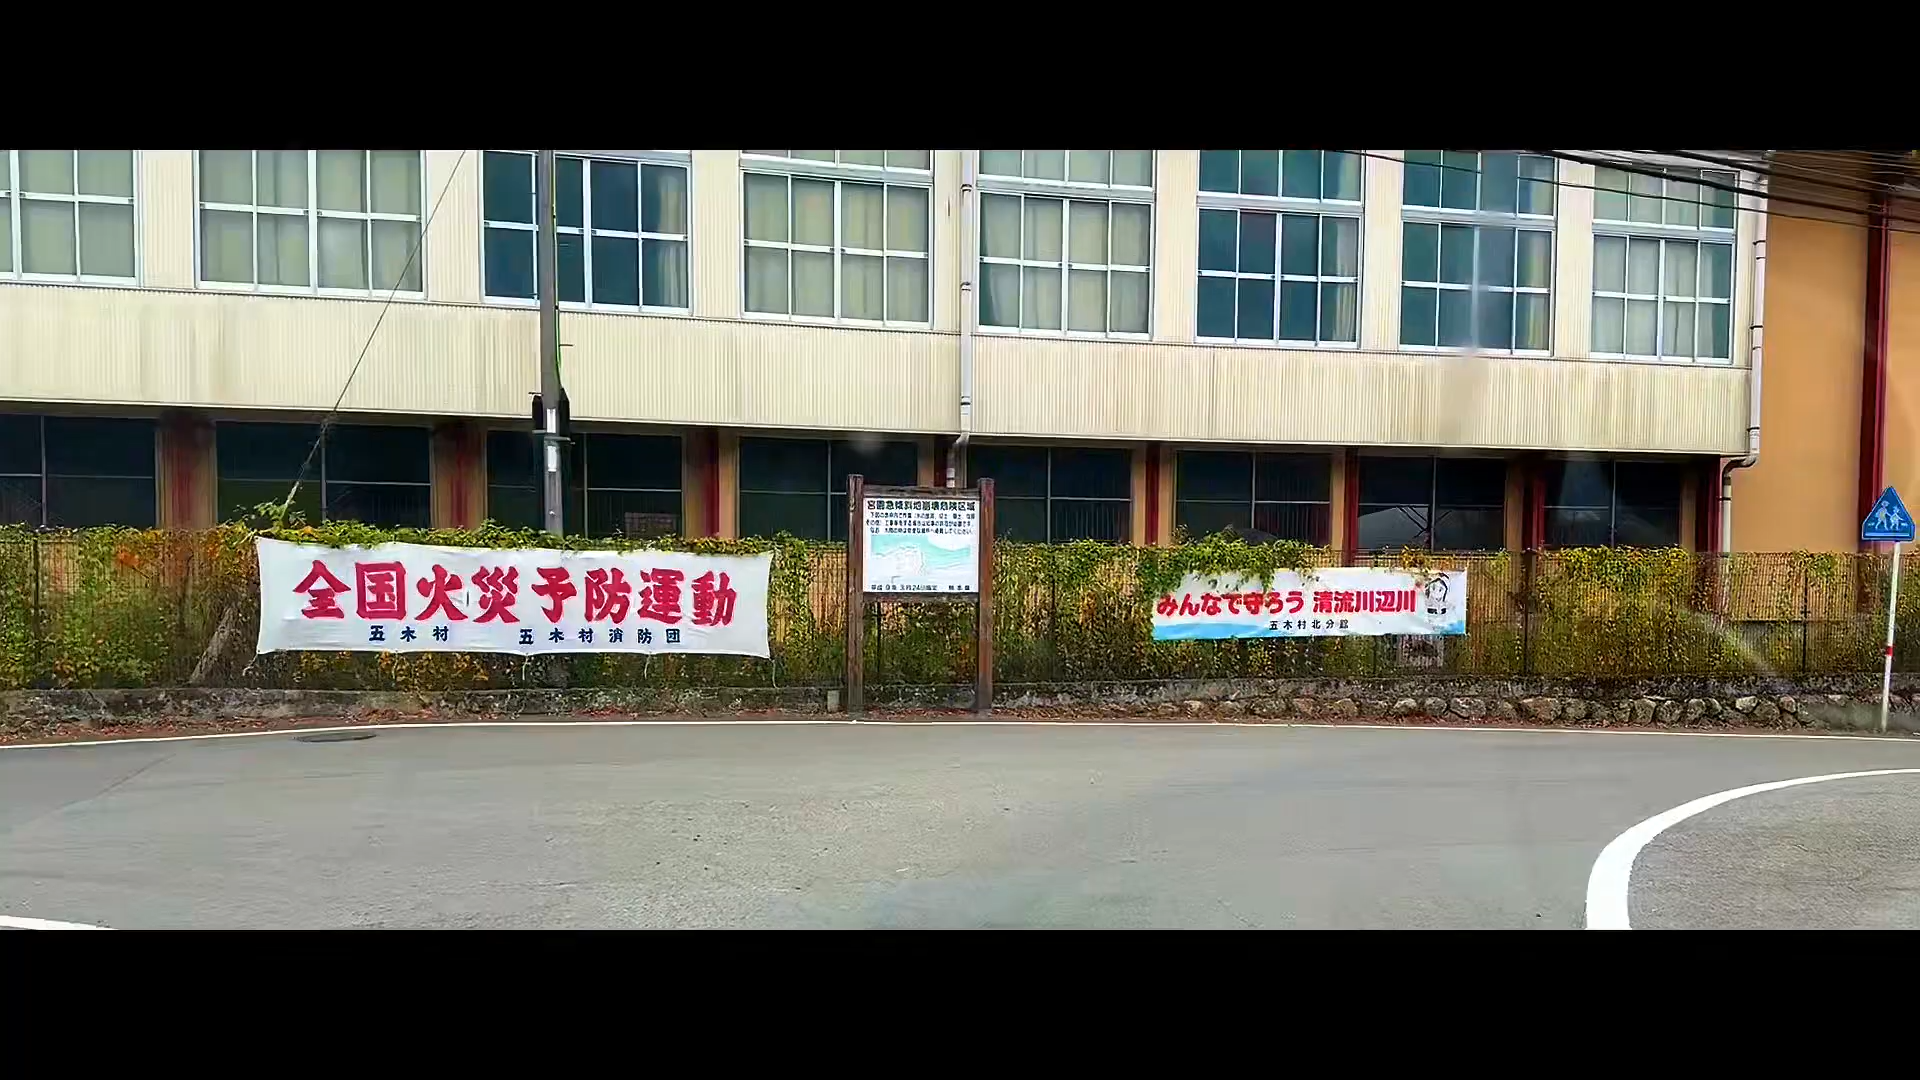 全国火災予防運動
五木村 五木村消防団
宮園急傾斜地崩壊危険区域
みんなで守ろう 清流川辺川
五木村北分館